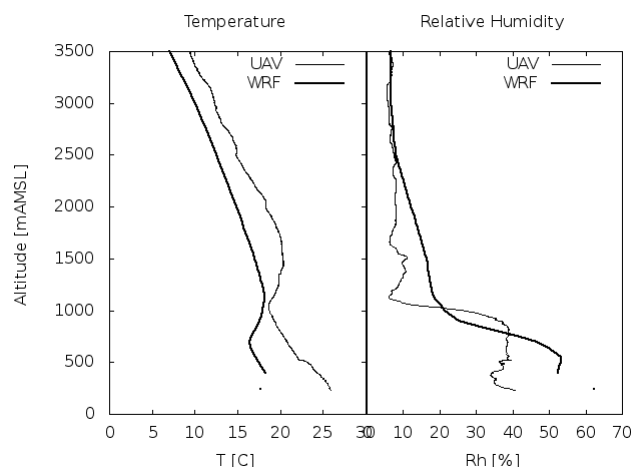 Temperature
Relative Humidity
3500
3000
2500
2000
1500
1000
500
0
Altitude [mAMSL]
UAV
WRF
UAV
WRF
0 5 10 15 20 25 30
0 10 20 30 40 50 60 70
T [C]
Rh [%]